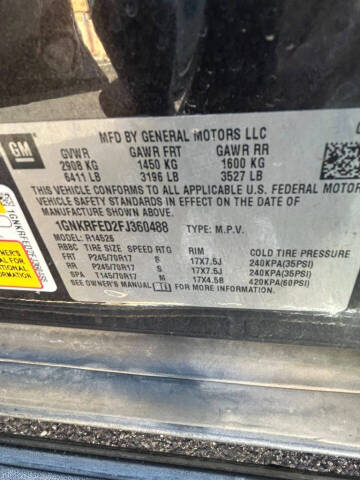 GM
MFD BY GENERAL MOTORS LLC
GVWR GAWR FRT GAWR RR
2908 KG 1450 KG 1600 KG
6411 LB 3196 LB 3527 LB
THIS VEHICLE CONFORMS TO ALL APPLICABLE U.S. FEDERAL MOTOR
VEHICLE SAFETY STANDARDS IN EFFECT ON THE DATE OF
MANUFACTURE SHOWN ABOVE.
1GNKRFED2FJ360488 TYPE: M.P.V.
MODEL: R14526
RBBC TIRE SIZE SPEED RTG RIM COLD TIRE PRESSURE
FRT P245/70R17 S 17X7.5J 240KPA(35PSI)
RR P245/70R17 S 17X7.5J 240KPA(35PSI)
SPA T145/70R17 M 17X4.5B 420KPA(60PSI)
SEE OWNER'S MANUAL FOR ADDITIONAL INFORMATION.